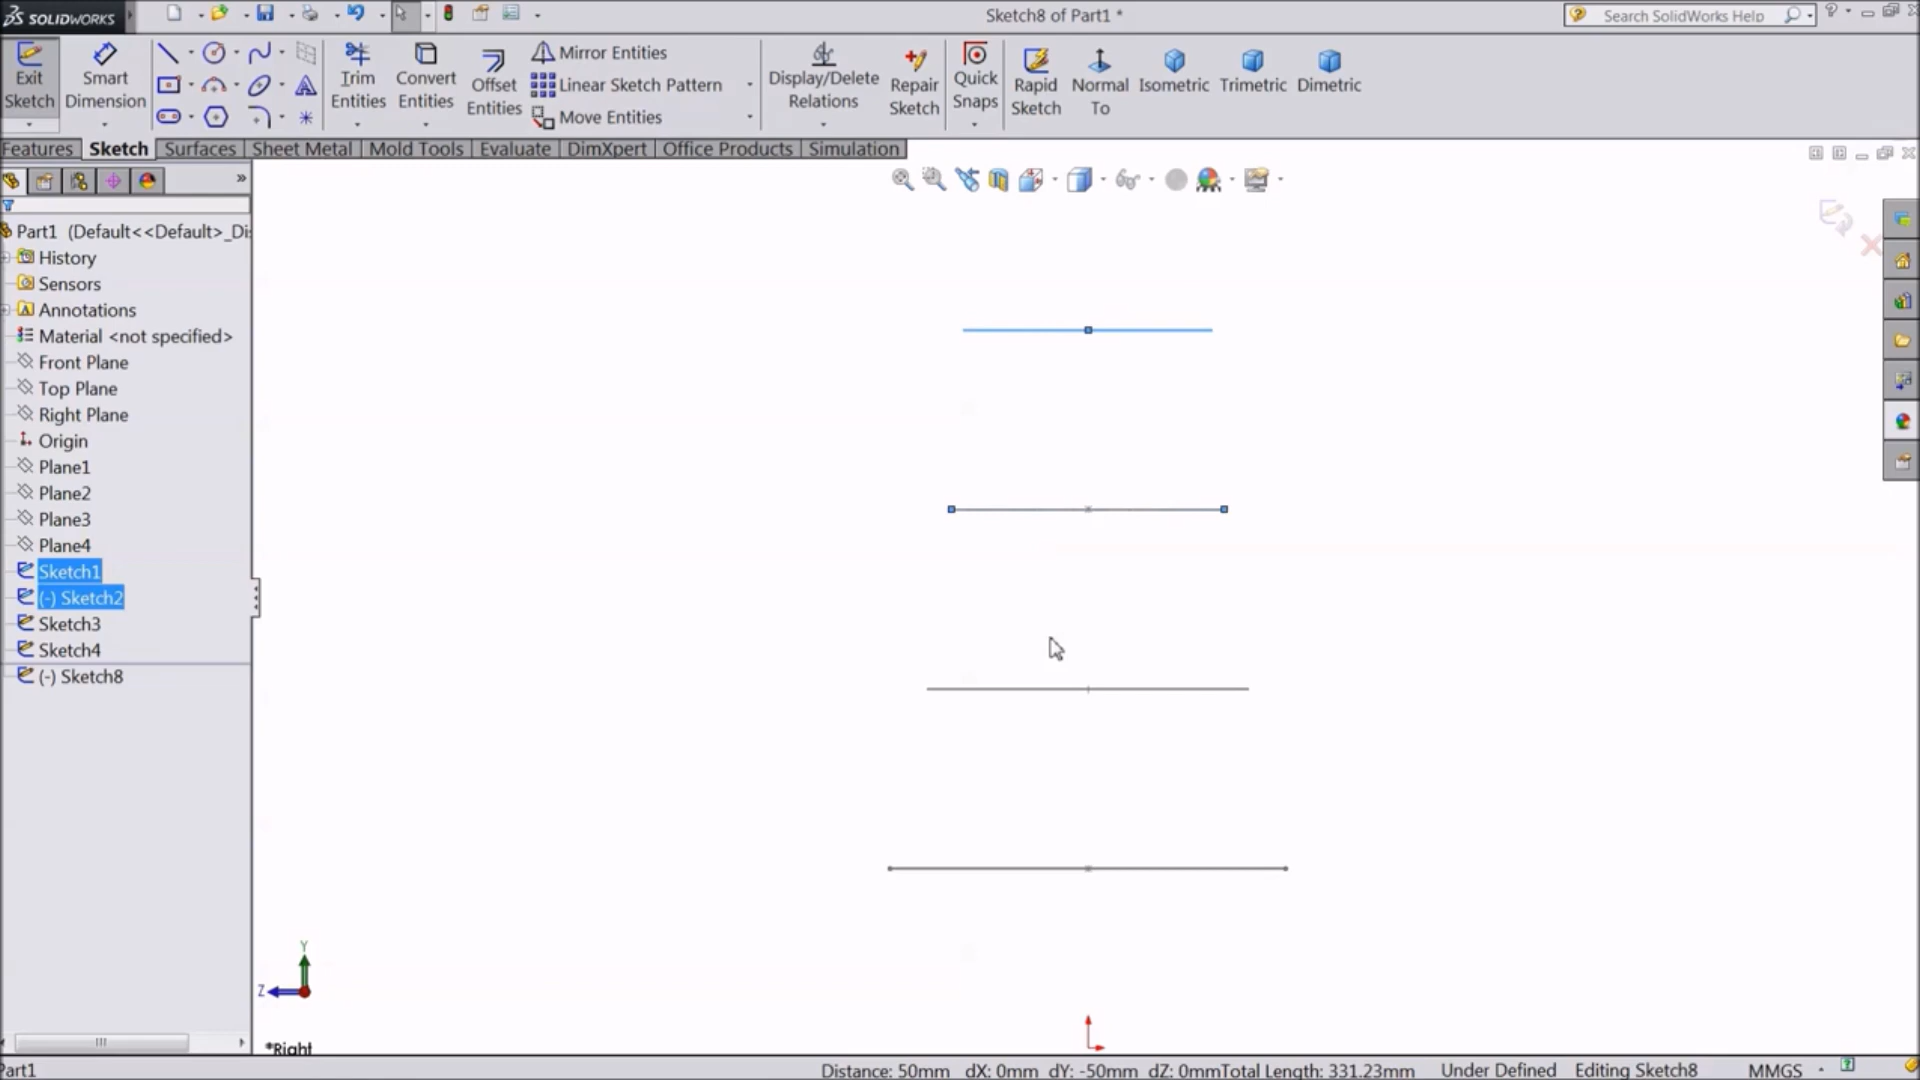 SOLIDWORKS
Sketch8 of Part1 *
Search SolidWorks Help
Exit Sketch
Smart Dimension
Trim Entities
Convert Entities
Offset Entities
Mirror Entities
Linear Sketch Pattern
Move Entities
Display/Delete Relations
Repair Sketch
Quick Snaps
Rapid Sketch
Normal To
Isometric
Trimetric
Dimetric
Features Sketch Surfaces Sheet Metal Mold Tools Evaluate DimXpert Office Products Simulation
Part1 (Default<<Default>_Di
History
Sensors
Annotations
Material <not specified>
Front Plane
Top Plane
Right Plane
Origin
Plane1
Plane2
Plane3
Plane4
Sketch1
(-) Sketch2
Sketch3
Sketch4
(-) Sketch8
Y
Z
*Right
Part1
Distance: 50mm dX: 0mm dY: -50mm dZ: 0mmTotal Length: 331.23mm Under Defined Editing Sketch8 MMGS